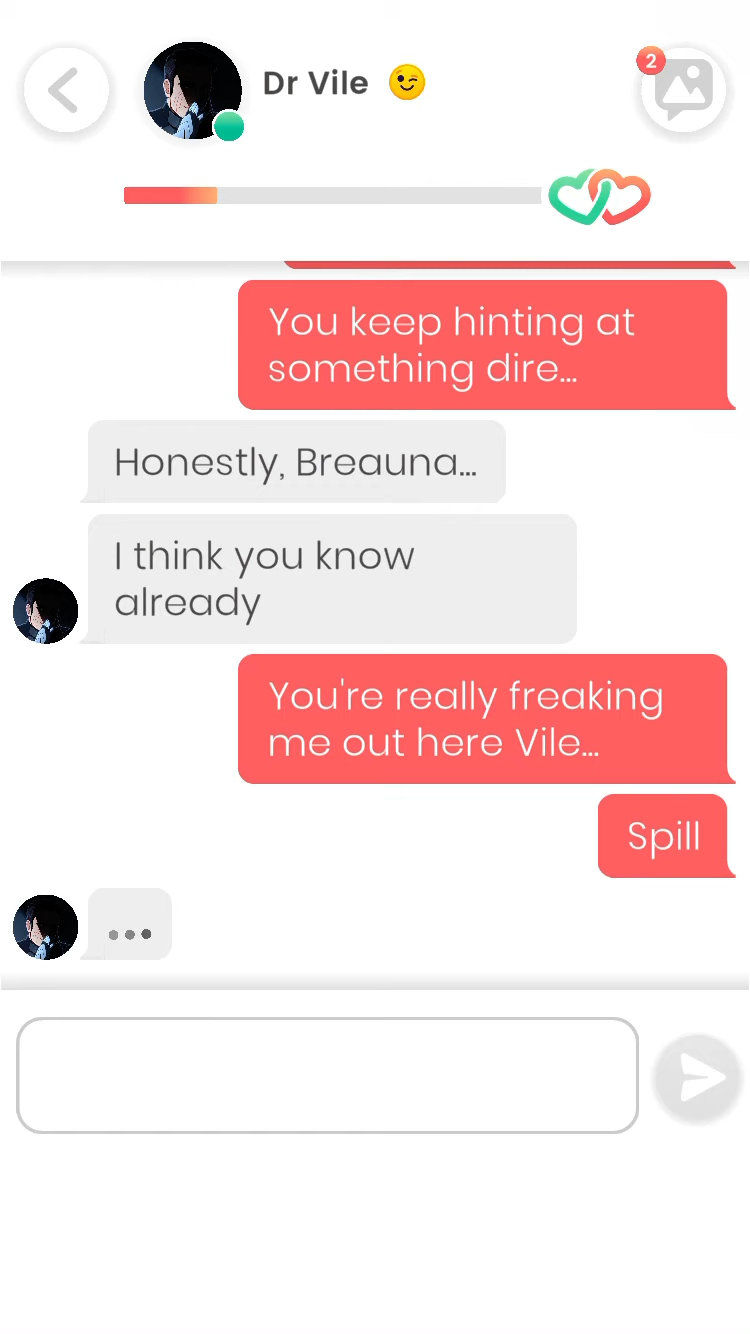 Dr Vile 😉
2
You keep hinting at
something dire...
Honestly, Breauna...
I think you know
already
You're really freaking
me out here Vile...
Spill
...